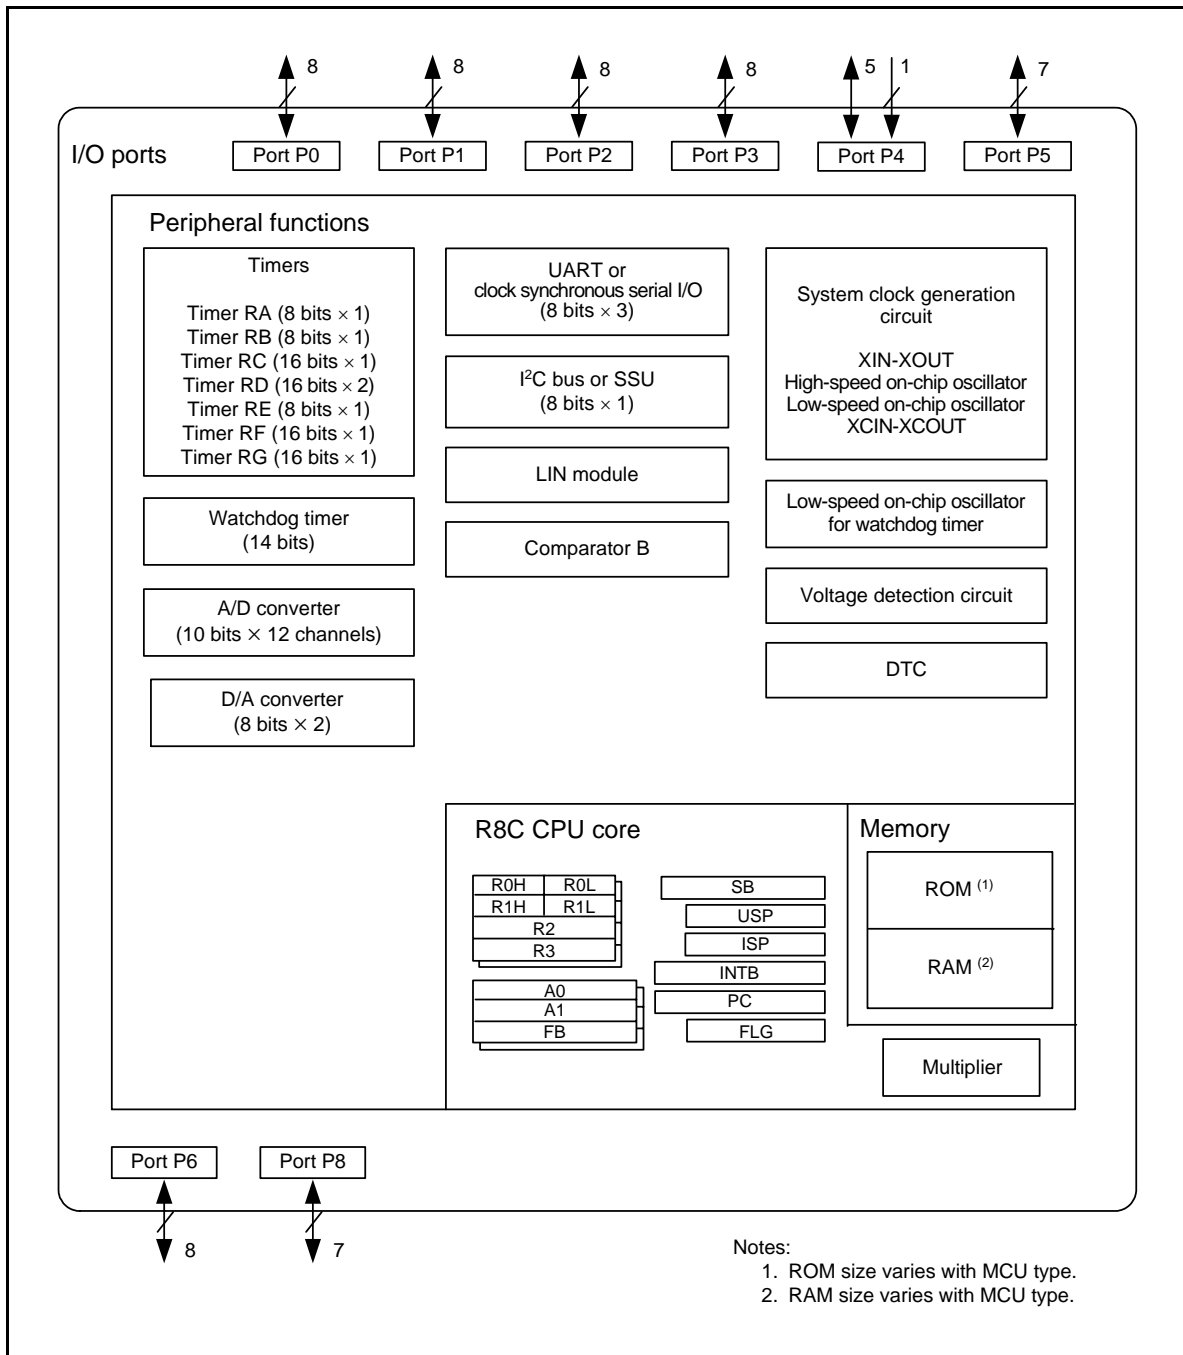 8 8 8 8 5 1 7
I/O ports
Port P0 Port P1 Port P2 Port P3 Port P4 Port P5
Peripheral functions
Timers
Timer RA (8 bits × 1)
Timer RB (8 bits × 1)
Timer RC (16 bits × 1)
Timer RD (16 bits × 2)
Timer RE (8 bits × 1)
Timer RF (16 bits × 1)
Timer RG (16 bits × 1)
Watchdog timer
(14 bits)
A/D converter
(10 bits × 12 channels)
D/A converter
(8 bits × 2)
UART or
clock synchronous serial I/O
(8 bits × 3)
I²C bus or SSU
(8 bits × 1)
LIN module
Comparator B
System clock generation
circuit
XIN-XOUT
High-speed on-chip oscillator
Low-speed on-chip oscillator
XCIN-XCOUT
Low-speed on-chip oscillator
for watchdog timer
Voltage detection circuit
DTC
R8C CPU core
R0H R0L
R1H R1L
R2
R3
A0
A1
FB
SB
USP
ISP
INTB
PC
FLG
Memory
ROM (1)
RAM (2)
Multiplier
Port P6 Port P8
8 7
Notes:
1. ROM size varies with MCU type.
2. RAM size varies with MCU type.